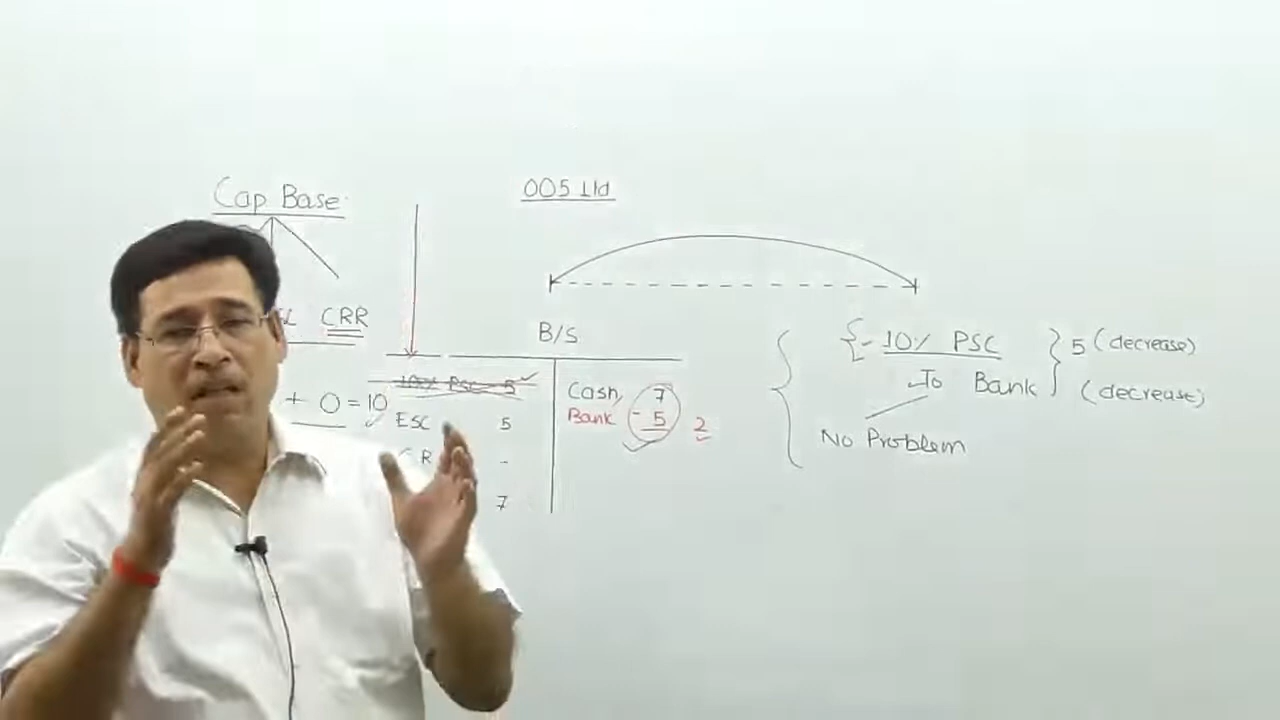 Cap Base
005 Ltd
CRR
B/S
10% PSC 5
Cash, 7
+ 0 = 10
ESC 5
Bank - 5 2
R -
7
- 10% PSC 5 (decrease)
To Bank (decrease)
No Problem